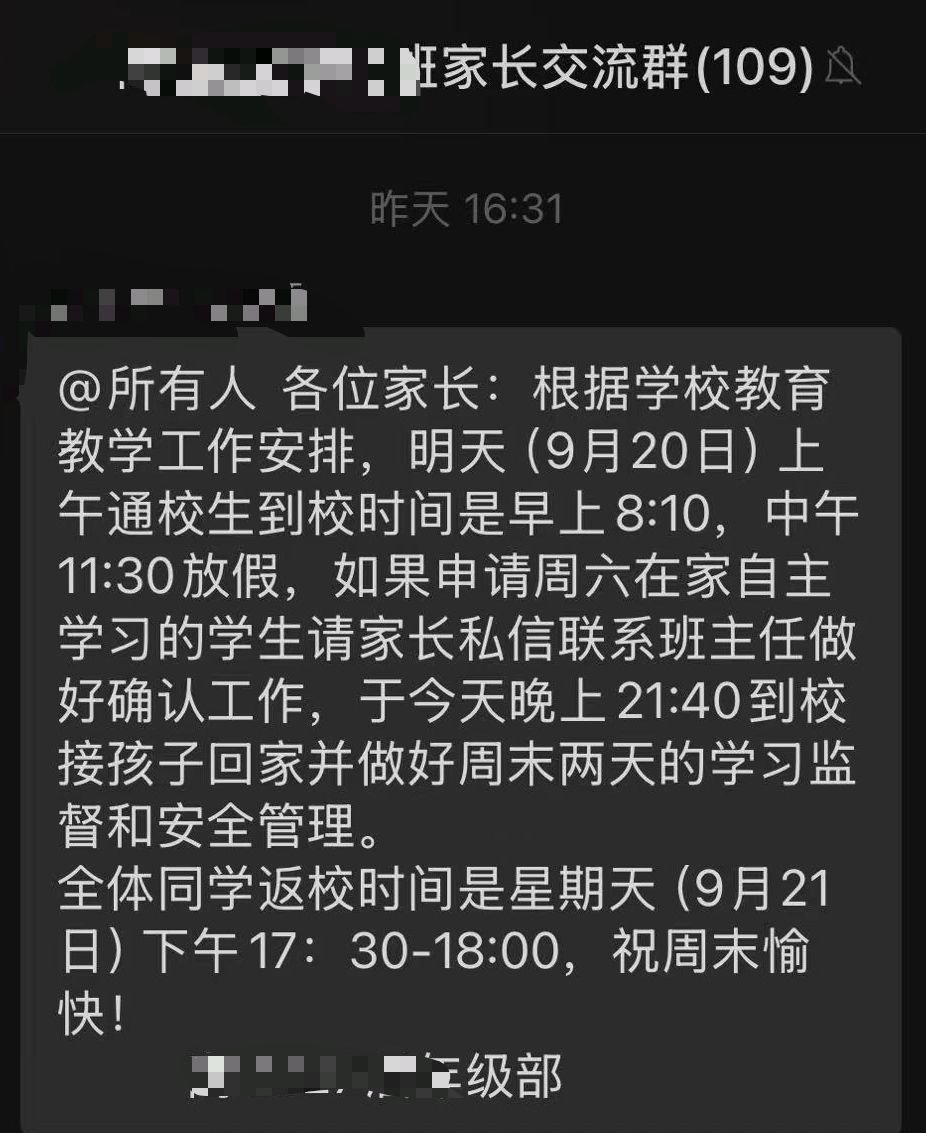 班家长交流群(109)
昨天 16:31
@所有人 各位家长：根据学校教育
教学工作安排，明天 (9月20日) 上
午通校生到校时间是早上8:10，中午
11:30放假，如果申请周六在家自主
学习的学生请家长私信联系班主任做
好确认工作，于今天晚上21:40到校
接孩子回家并做好周末两天的学习监
督和安全管理。
全体同学返校时间是星期天 (9月21
日) 下午17：30-18:00，祝周末愉
快！
年级部